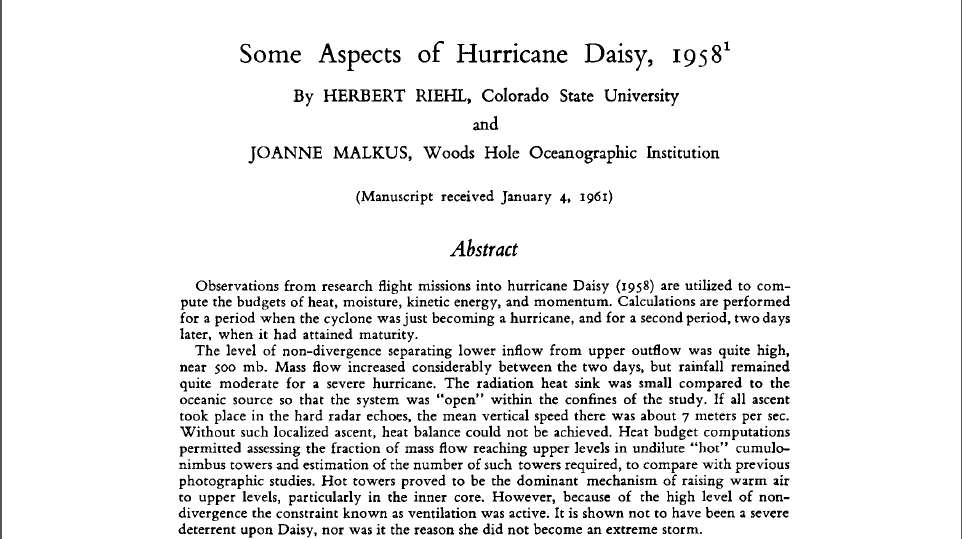 Some Aspects of Hurricane Daisy, 1958¹
By HERBERT RIEHL, Colorado State University
and
JOANNE MALKUS, Woods Hole Oceanographic Institution
(Manuscript received January 4, 1961)
Abstract
Observations from research flight missions into hurricane Daisy (1958) are utilized to com-
pute the budgets of heat, moisture, kinetic energy, and momentum. Calculations are performed
for a period when the cyclone was just becoming a hurricane, and for a second period, two days
later, when it had attained maturity.
The level of non-divergence separating lower inflow from upper outflow was quite high,
near 500 mb. Mass flow increased considerably between the two days, but rainfall remained
quite moderate for a severe hurricane. The radiation heat sink was small compared to the
oceanic source so that the system was "open" within the confines of the study. If all ascent
took place in the hard radar echoes, the mean vertical speed there was about 7 meters per sec.
Without such localized ascent, heat balance could not be achieved. Heat budget computations
permitted assessing the fraction of mass flow reaching upper levels in undilute "hot" cumulo-
nimbus towers and estimation of the number of such towers required, to compare with previous
photographic studies. Hot towers proved to be the dominant mechanism of raising warm air
to upper levels, particularly in the inner core. However, because of the high level of non-
divergence the constraint known as ventilation was active. It is shown not to have been a severe
deterrent upon Daisy, nor was it the reason she did not become an extreme storm.